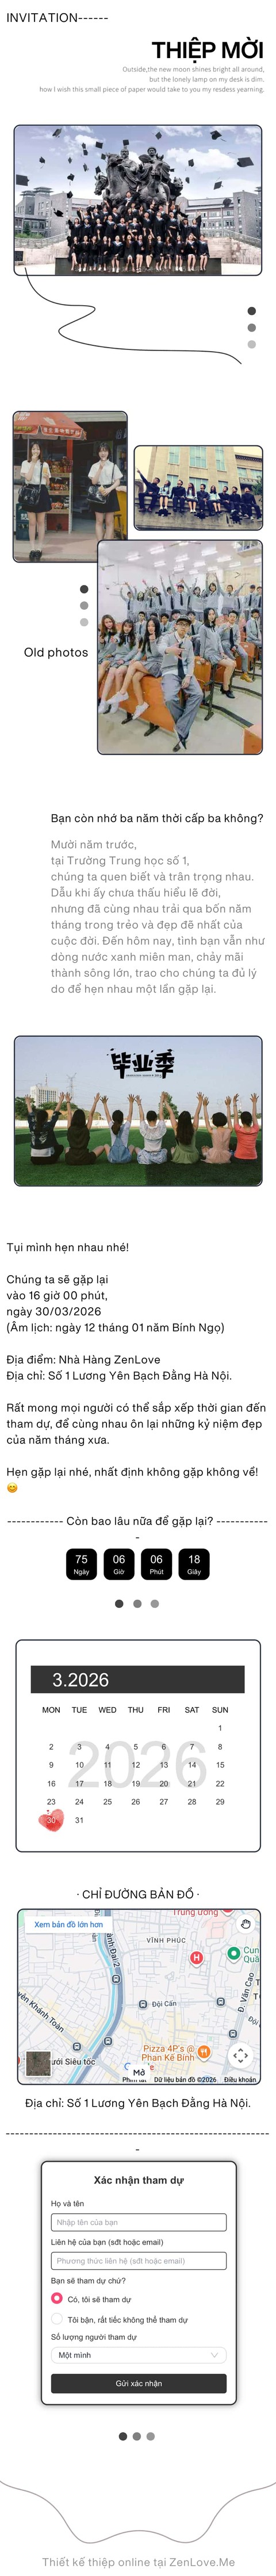 INVITATION------
THIỆP MỜI
Outside,the new moon shines bright all around,
but the lonely lamp on my desk is dim.
how I wish this small piece of paper would take to you my resdess yearning.
Old photos
Bạn còn nhớ ba năm thời cấp ba không?
Mười năm trước,
tại Trường Trung học số 1,
chúng ta quen biết và trân trọng nhau.
Dẫu khi ấy chưa thấu hiểu lẽ đời,
nhưng đã cùng nhau trải qua bốn năm
tháng trong trẻo và đẹp đẽ nhất của
cuộc đời. Đến hôm nay, tình bạn vẫn như
dòng nước xanh miên man, chảy mãi
thành sông lớn, trao cho chúng ta đủ lý
do để hẹn nhau một lần gặp lại.
毕业季
Tụi mình hẹn nhau nhé!
Chúng ta sẽ gặp lại
vào 16 giờ 00 phút,
ngày 30/03/2026
(Âm lịch: ngày 12 tháng 01 năm Bính Ngọ)
Địa điểm: Nhà Hàng ZenLove
Địa chỉ: Số 1 Lương Yên Bạch Đằng Hà Nội.
Rất mong mọi người có thể sắp xếp thời gian đến
tham dự, để cùng nhau ôn lại những kỷ niệm đẹp
của năm tháng xưa.
Hẹn gặp lại nhé, nhất định không gặp không về!
😊
------------ Còn bao lâu nữa để gặp lại? -----------
-
75 06 06 18
Ngày Giờ Phút Giây
3.2026
2026
MON TUE WED THU FRI SAT SUN
1
2 3 4 5 6 7 8
9 10 11 12 13 14 15
16 17 18 19 20 21 22
23 24 25 26 27 28 29
30 31
· CHỈ ĐƯỜNG BẢN ĐỒ ·
Trung ương
Xem bản đồ lớn hơn
VĨNH PHÚC
H
Cun
Quầ
Đội Cấn
Đ. Văn Cao
Pizza 4P's @
Phan Kế Bính
ười Siêu tốc
Mở
Dữ liệu bản đồ ©2026 Điều khoản
Địa chỉ: Số 1 Lương Yên Bạch Đằng Hà Nội.
-
Xác nhận tham dự
Họ và tên
Nhập tên của bạn
Liên hệ của bạn (sđt hoặc email)
Phương thức liên hệ (sđt hoặc email)
Bạn sẽ tham dự chứ?
Có, tôi sẽ tham dự
Tôi bận, rất tiếc không thể tham dự
Số lượng người tham dự
Một mình
Gửi xác nhận
Thiết kế thiệp online tại ZenLove.Me